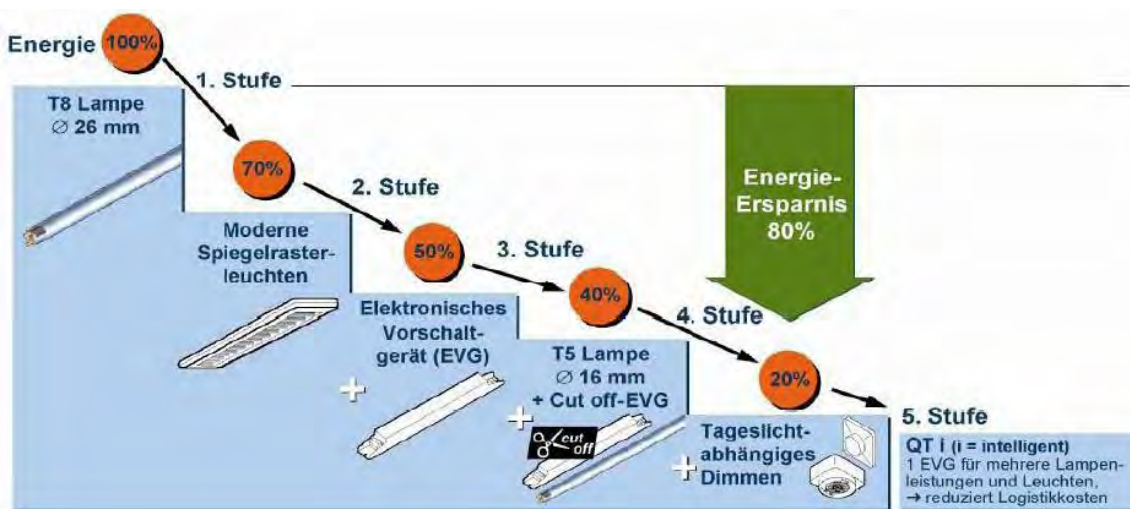 Energie 100%
1. Stufe
T8 Lampe
∅ 26 mm
70%
2. Stufe
Moderne
Spiegelraster-
leuchten
50%
3. Stufe
Elektronisches
Vorschalt-
gerät (EVG)
40%
4. Stufe
T5 Lampe
∅ 16 mm
+ Cut off-EVG
cut
off
Energie-
Ersparnis
80%
20%
Tageslicht-
abhängiges
Dimmen
5. Stufe
QT i (i = intelligent)
1 EVG für mehrere Lampen-
leistungen und Leuchten,
→ reduziert Logistikkosten